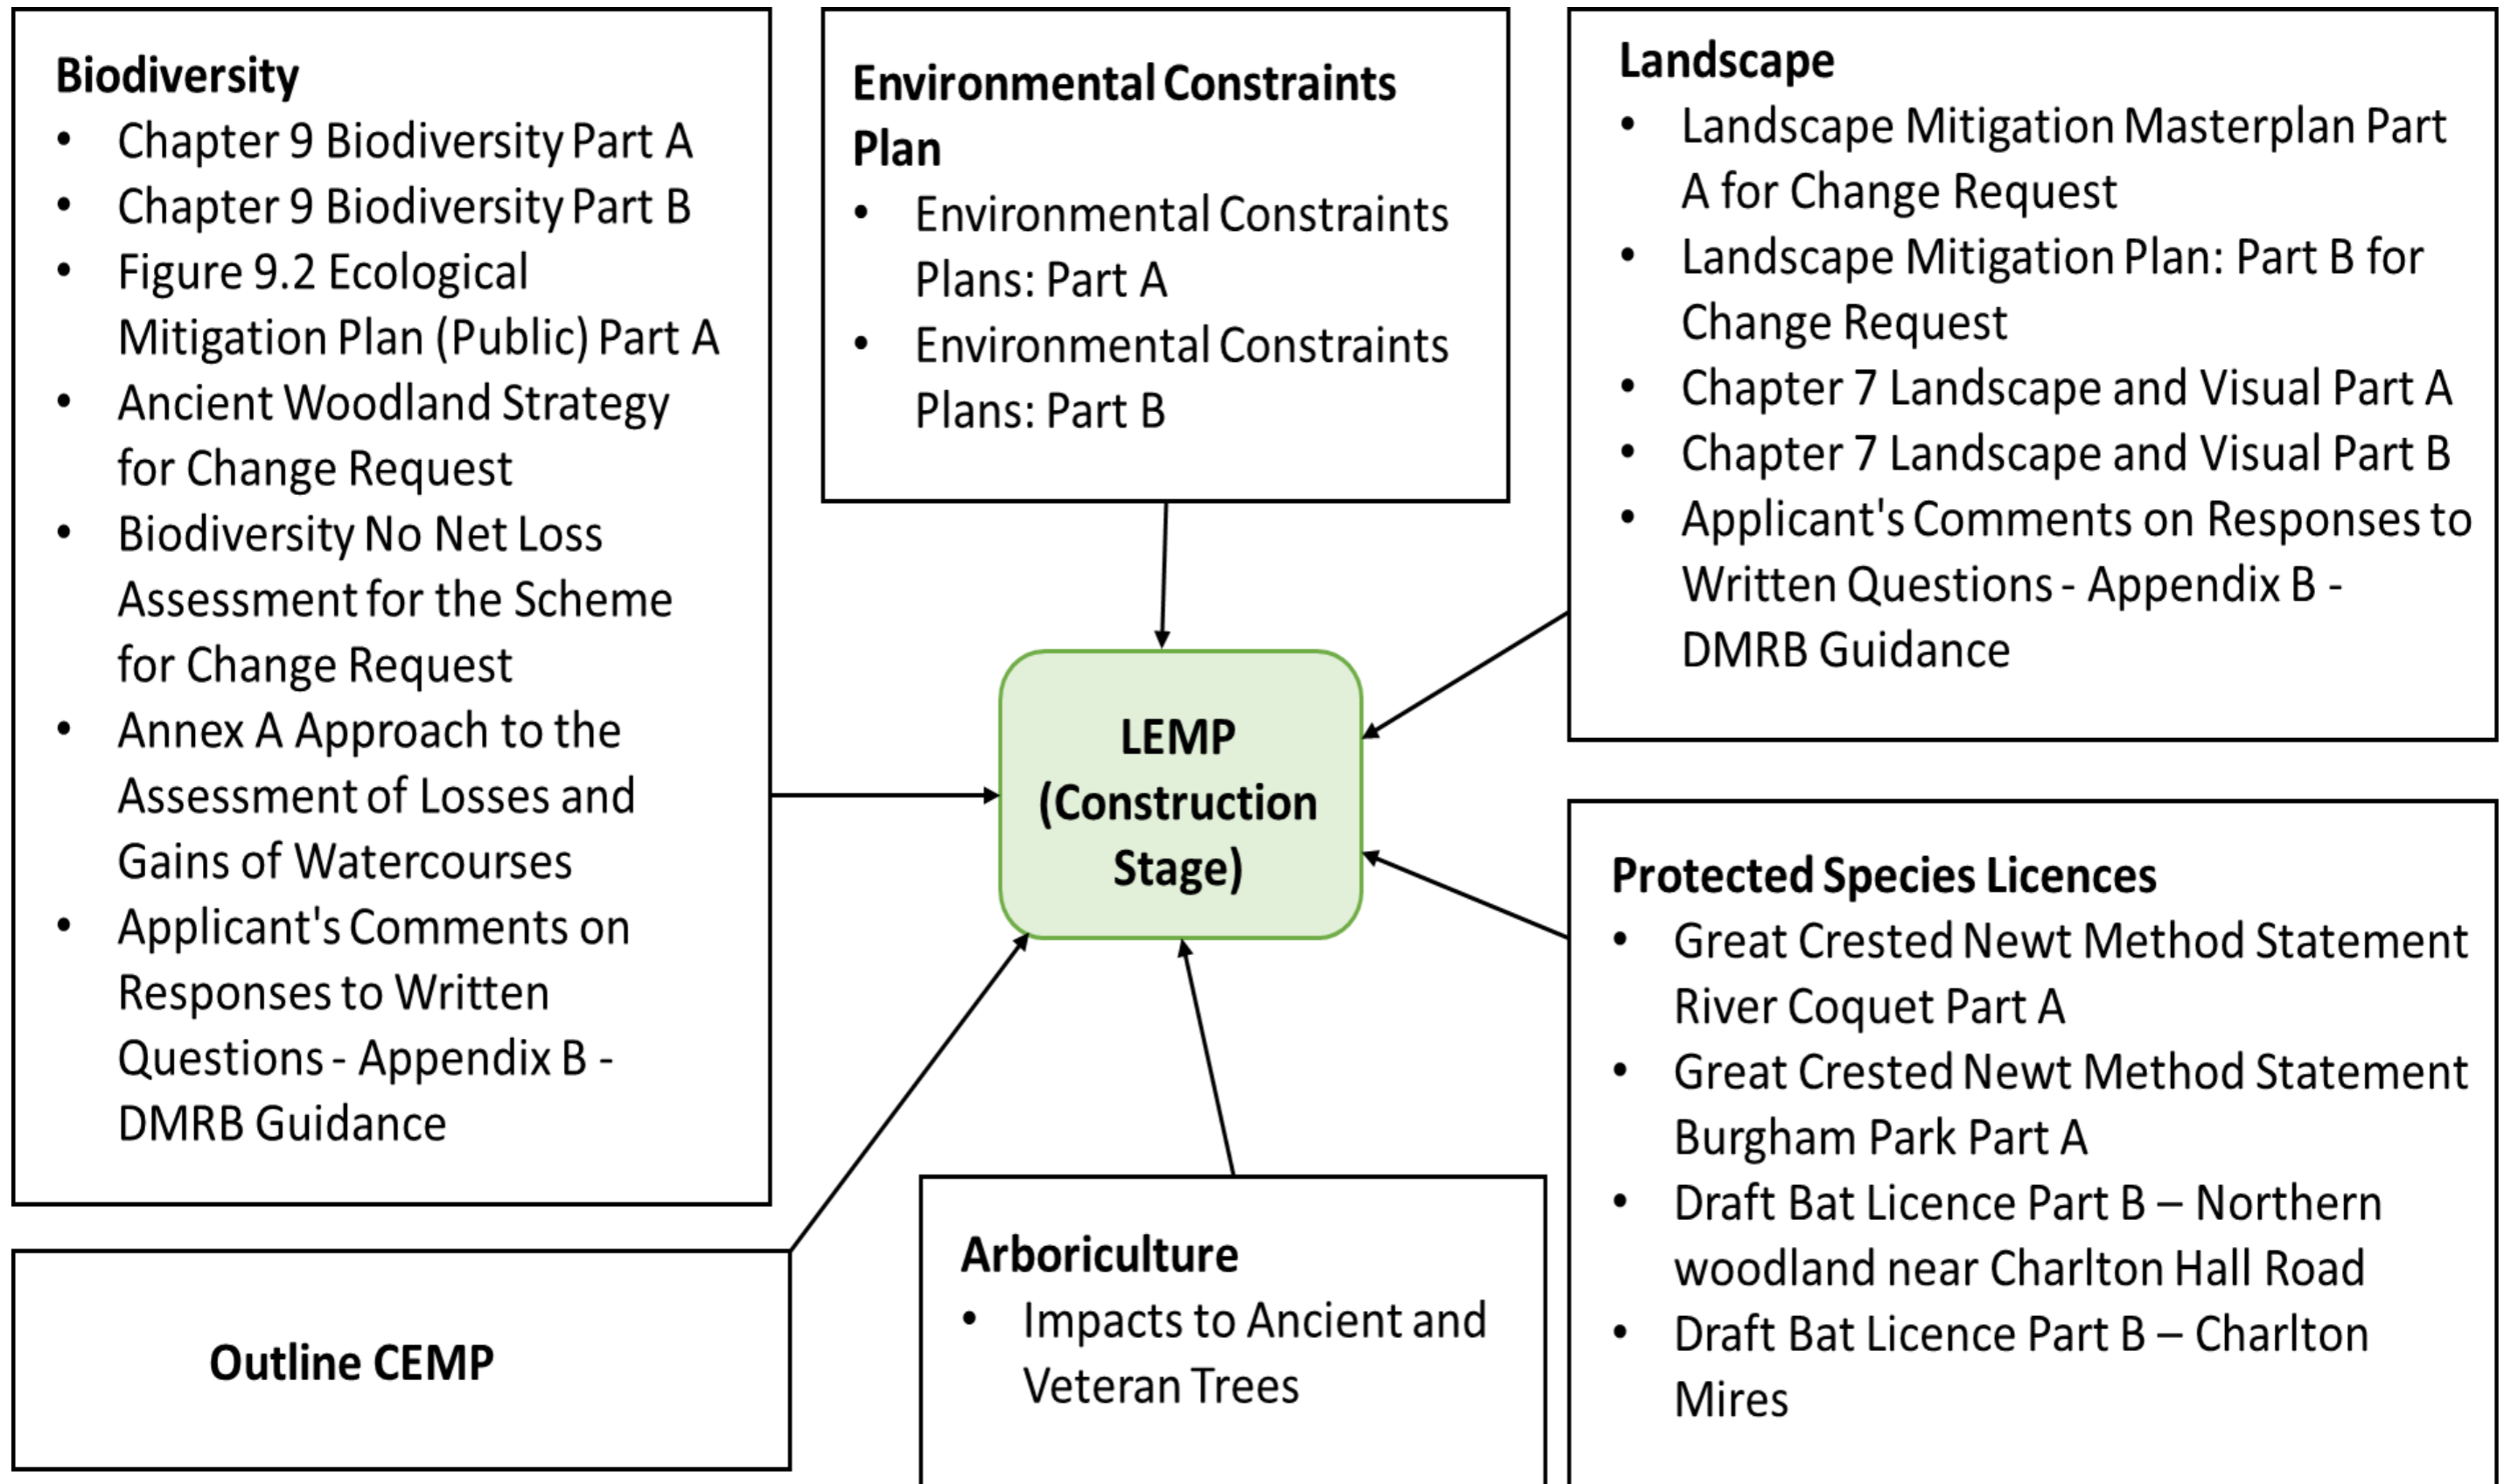 Biodiversity
• Chapter 9 Biodiversity Part A
• Chapter 9 Biodiversity Part B
• Figure 9.2 Ecological
Mitigation Plan (Public) Part A
• Ancient Woodland Strategy
for Change Request
• Biodiversity No Net Loss
Assessment for the Scheme
for Change Request
• Annex A Approach to the
Assessment of Losses and
Gains of Watercourses
• Applicant's Comments on
Responses to Written
Questions - Appendix B -
DMRB Guidance
Environmental Constraints
Plan
• Environmental Constraints
Plans: Part A
• Environmental Constraints
Plans: Part B
Landscape
• Landscape Mitigation Masterplan Part
A for Change Request
• Landscape Mitigation Plan: Part B for
Change Request
• Chapter 7 Landscape and Visual Part A
• Chapter 7 Landscape and Visual Part B
• Applicant's Comments on Responses to
Written Questions - Appendix B -
DMRB Guidance
LEMP
(Construction
Stage)
Protected Species Licences
• Great Crested Newt Method Statement
River Coquet Part A
• Great Crested Newt Method Statement
Burgham Park Part A
• Draft Bat Licence Part B – Northern
woodland near Charlton Hall Road
• Draft Bat Licence Part B – Charlton
Mires
Outline CEMP
Arboriculture
• Impacts to Ancient and
Veteran Trees